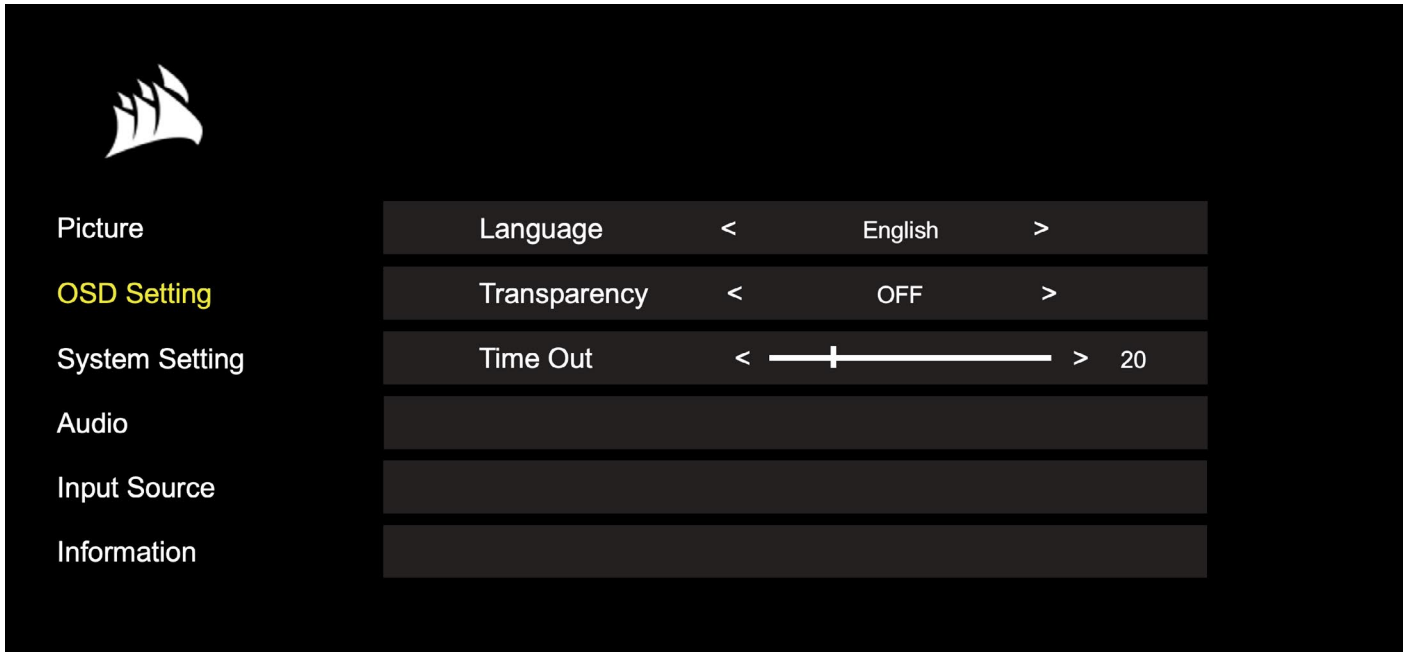 Picture
Language < English >
OSD Setting
Transparency < OFF >
System Setting
Time Out < > 20
Audio
Input Source
Information